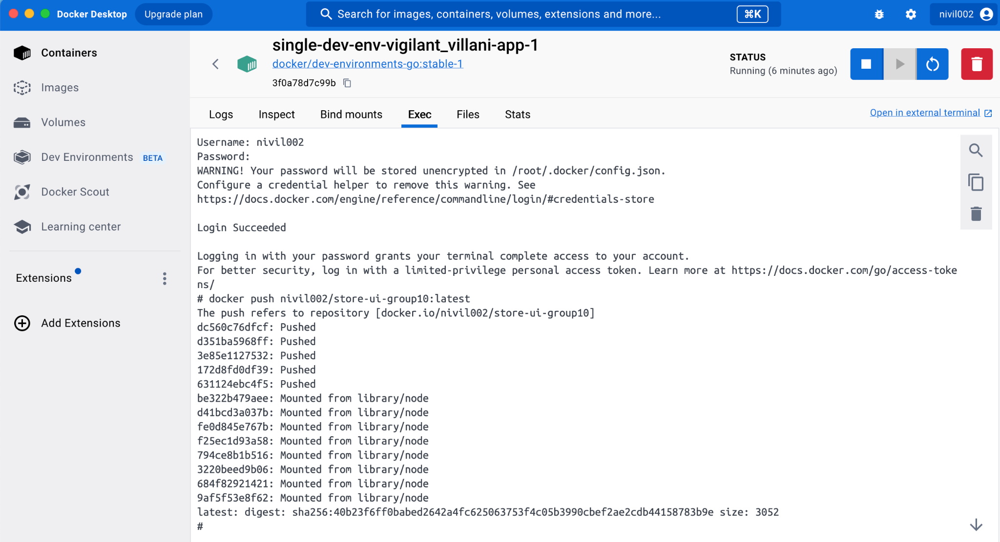 Docker Desktop
Upgrade plan
Search for images, containers, volumes, extensions and more...
⌘K
nivil002
Containers
Images
Volumes
Dev Environments BETA
Docker Scout
Learning center
Extensions
Add Extensions
single-dev-env-vigilant_villani-app-1
docker/dev-environments-go:stable-1
3f0a78d7c99b
STATUS
Running (6 minutes ago)
Logs Inspect Bind mounts Exec Files Stats
Open in external terminal
Username: nivil002
Password:
WARNING! Your password will be stored unencrypted in /root/.docker/config.json.
Configure a credential helper to remove this warning. See
https://docs.docker.com/engine/reference/commandline/login/#credentials-store
Login Succeeded
Logging in with your password grants your terminal complete access to your account.
For better security, log in with a limited-privilege personal access token. Learn more at https://docs.docker.com/go/access-toke
ns/
# docker push nivil002/store-ui-group10:latest
The push refers to repository [docker.io/nivil002/store-ui-group10]
dc560c76dfcf: Pushed
d351ba5968ff: Pushed
3e85e1127532: Pushed
172d8fd0df39: Pushed
631124ebc4f5: Pushed
be322b479aee: Mounted from library/node
d41bcd3a037b: Mounted from library/node
fe0d845e767b: Mounted from library/node
f25ec1d93a58: Mounted from library/node
794ce8b1b516: Mounted from library/node
3220beed9b06: Mounted from library/node
684f82921421: Mounted from library/node
9af5f53e8f62: Mounted from library/node
latest: digest: sha256:40b23f6ff0babed2642a4fc625063753f4c05b3990cbef2ae2cdb44158783b9e size: 3052
#